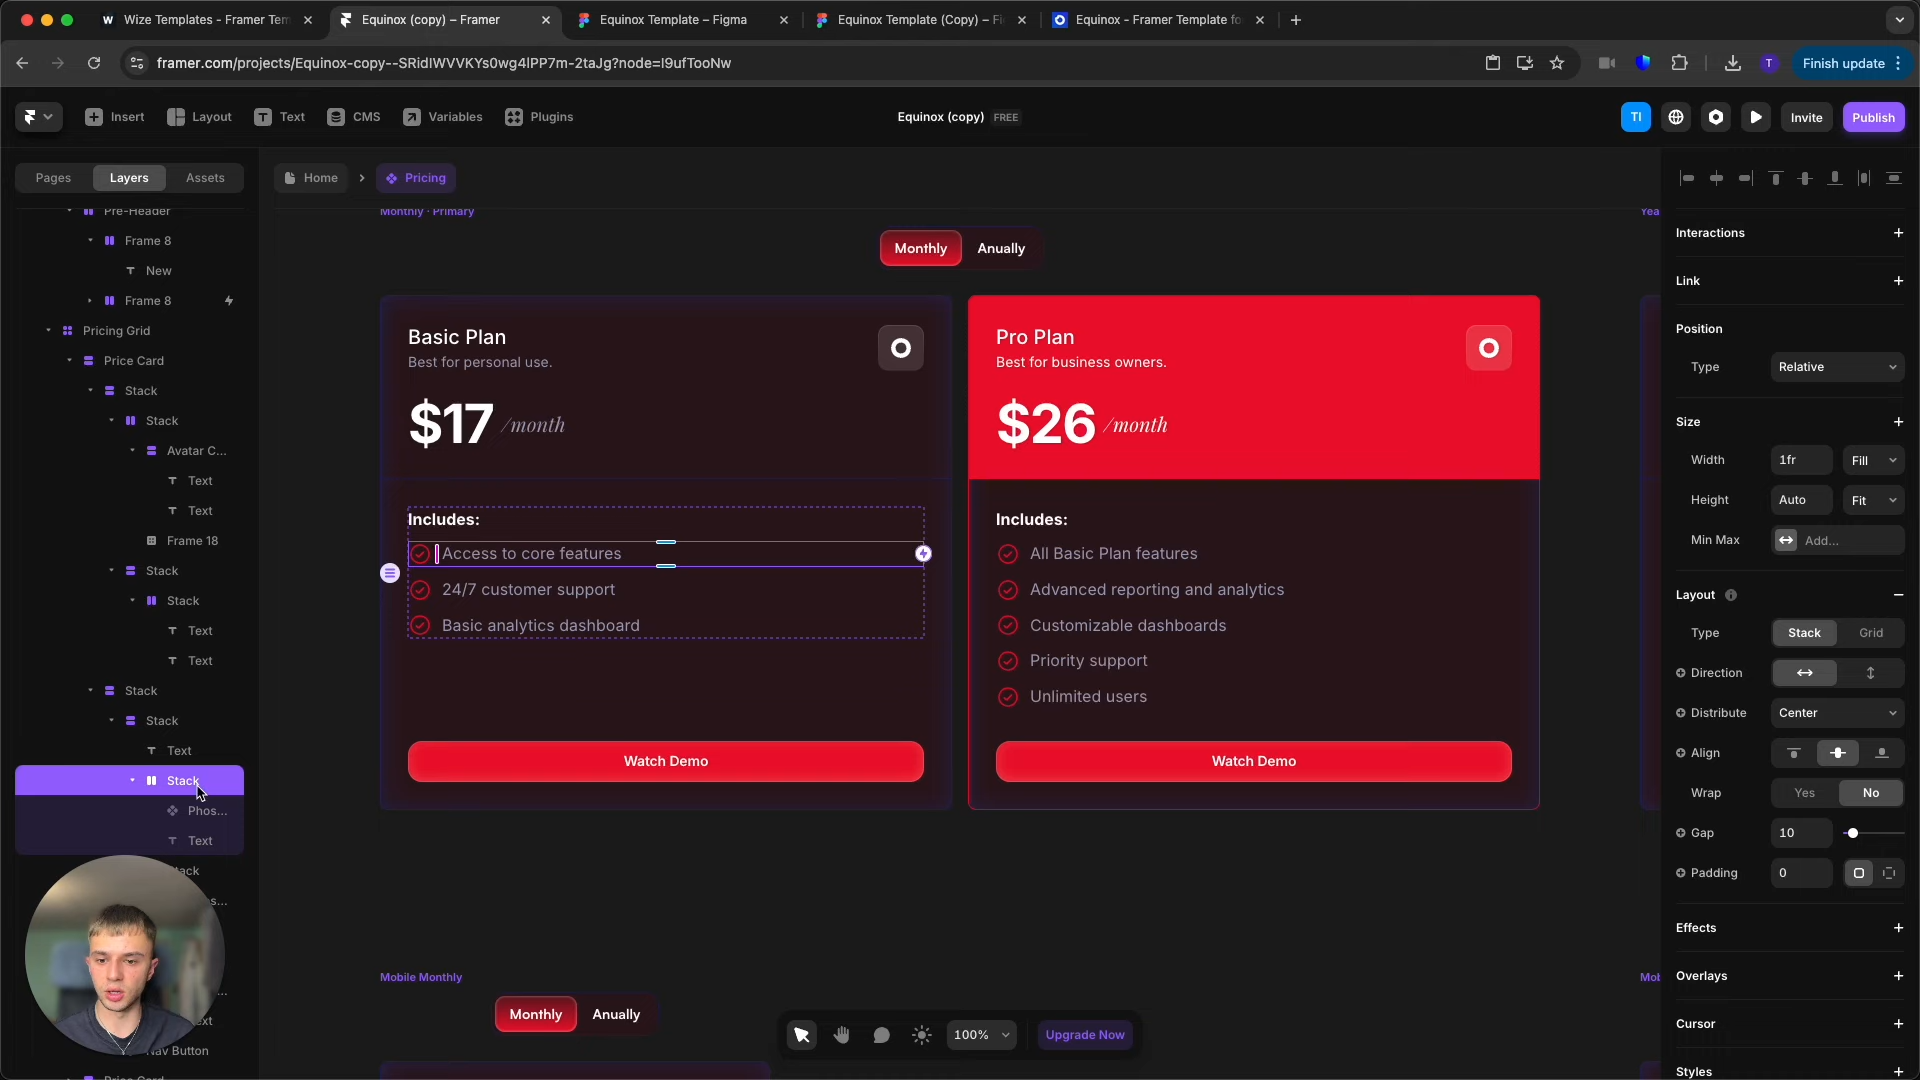 Wize Templates - Framer Tem
Equinox (copy) – Framer
Equinox Template – Figma
Equinox Template (Copy) – Fi
Equinox - Framer Template fo
framer.com/projects/Equinox-copy--SRidIWVVKYs0wg4lPP7m-2taJg?node=I9ufTooNw
T
Finish update
Insert
Layout
Text
CMS
Variables
Plugins
Equinox (copy)
FREE
TI
Invite
Publish
Pages
Layers
Assets
Home
Pricing
Pre-Header
Frame 8
New
Frame 8
Pricing Grid
Price Card
Stack
Stack
Avatar C...
Text
Text
Frame 18
Stack
Stack
Text
Text
Stack
Stack
Text
Stack
Phos...
Text
Nav Button
Monthly · Primary
Yea
Monthly
Anually
Basic Plan
Best for personal use.
$17 /month
Includes:
Access to core features
24/7 customer support
Basic analytics dashboard
Watch Demo
Pro Plan
Best for business owners.
$26 /month
Includes:
All Basic Plan features
Advanced reporting and analytics
Customizable dashboards
Priority support
Unlimited users
Watch Demo
Mobile Monthly
Mob
Monthly
Anually
100%
Upgrade Now
Interactions
Link
Position
Type
Relative
Size
Width
1fr
Fill
Height
Auto
Fit
Min Max
Add...
Layout
Type
Stack
Grid
Direction
Distribute
Center
Align
Wrap
Yes
No
Gap
10
Padding
0
Effects
Overlays
Cursor
Styles